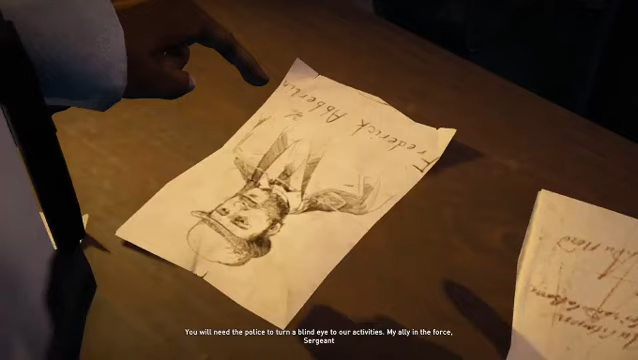 Frederick Abberline
You will need the police to turn a blind eye to our activities. My ally in the force,
Sergeant